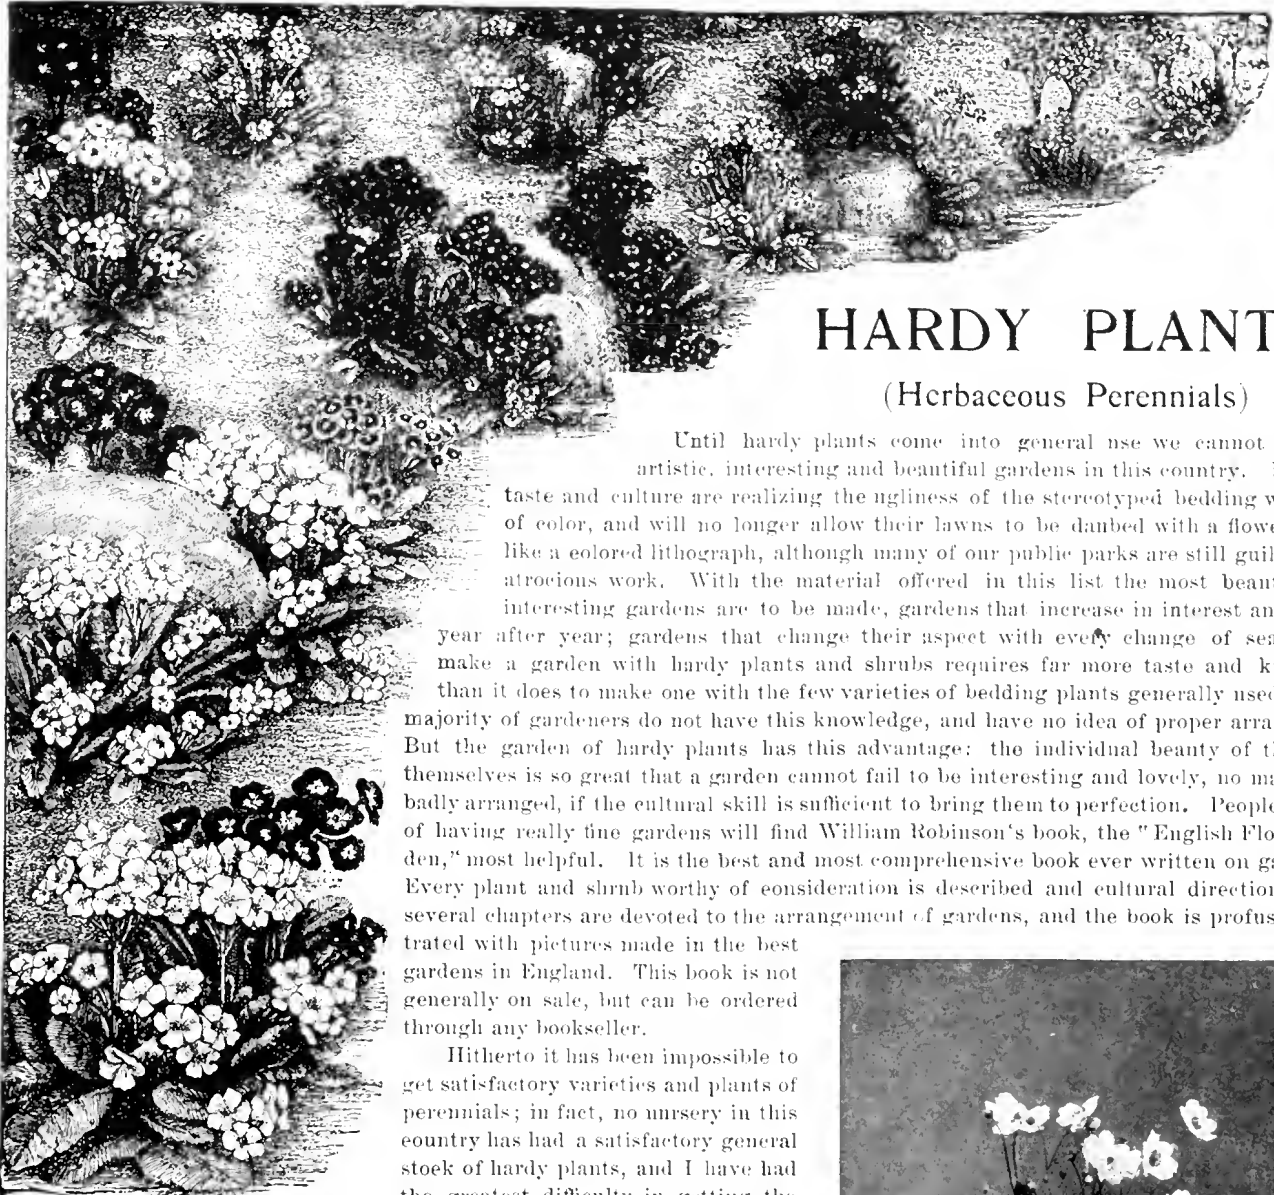 HARDY PLANT
(Herbaceous Perennials)
Until hardy plants come into general use we cannot
artistic, interesting and beautiful gardens in this country.
taste and culture are realizing the ugliness of the stereotyped bedding w
of color, and will no longer allow their lawns to be daubed with a flowe
like a colored lithograph, although many of our public parks are still guil
atrocious work. With the material offered in this list the most beau
interesting gardens are to be made, gardens that increase in interest an
year after year; gardens that change their aspect with every change of sea
make a garden with hardy plants and shrubs requires far more taste and k
than it does to make one with the few varieties of bedding plants generally used
majority of gardeners do not have this knowledge, and have no idea of proper arra
But the garden of hardy plants has this advantage: the individual beauty of t
themselves is so great that a garden cannot fail to be interesting and lovely, no ma
badly arranged, if the cultural skill is sufficient to bring them to perfection. People
of having really fine gardens will find William Robinson's book, the "English Flo
den," most helpful. It is the best and most comprehensive book ever written on ga
Every plant and shrub worthy of consideration is described and cultural direction
several chapters are devoted to the arrangement of gardens, and the book is profus
trated with pictures made in the best
gardens in England. This book is not
generally on sale, but can be ordered
through any bookseller.
Hitherto it has been impossible to
get satisfactory varieties and plants of
perennials; in fact, no nursery in this
country has had a satisfactory general
stock of hardy plants, and I have had
the greatest difficulty in getting the